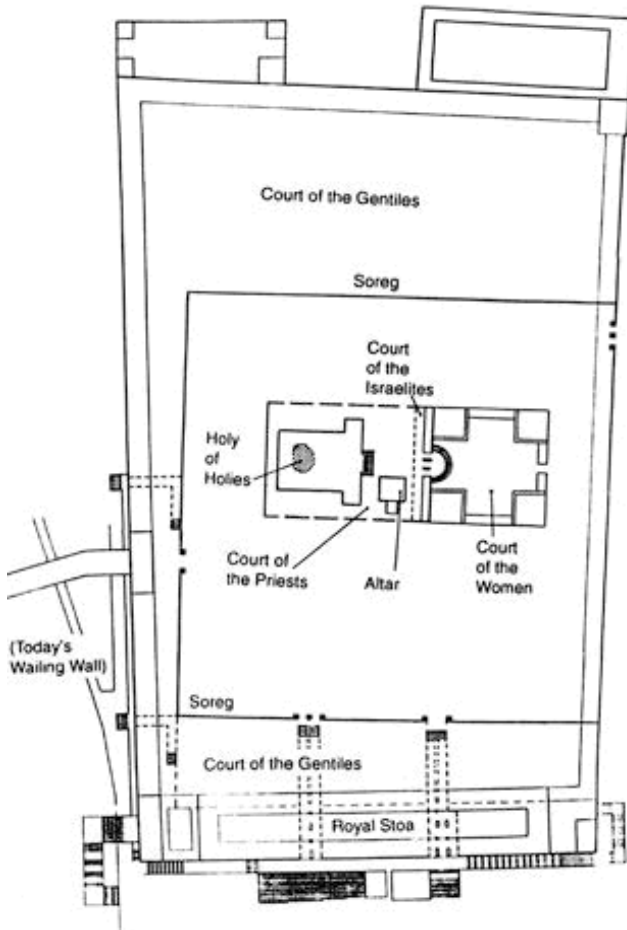 Court of the Gentiles
Soreg
Court
of the
Israelites
Holy
of
Holies
Court of
the Priests
Altar
Court
of the
Women
(Today's
Wailing Wall)
Soreg
Court of the Gentiles
Royal Stoa